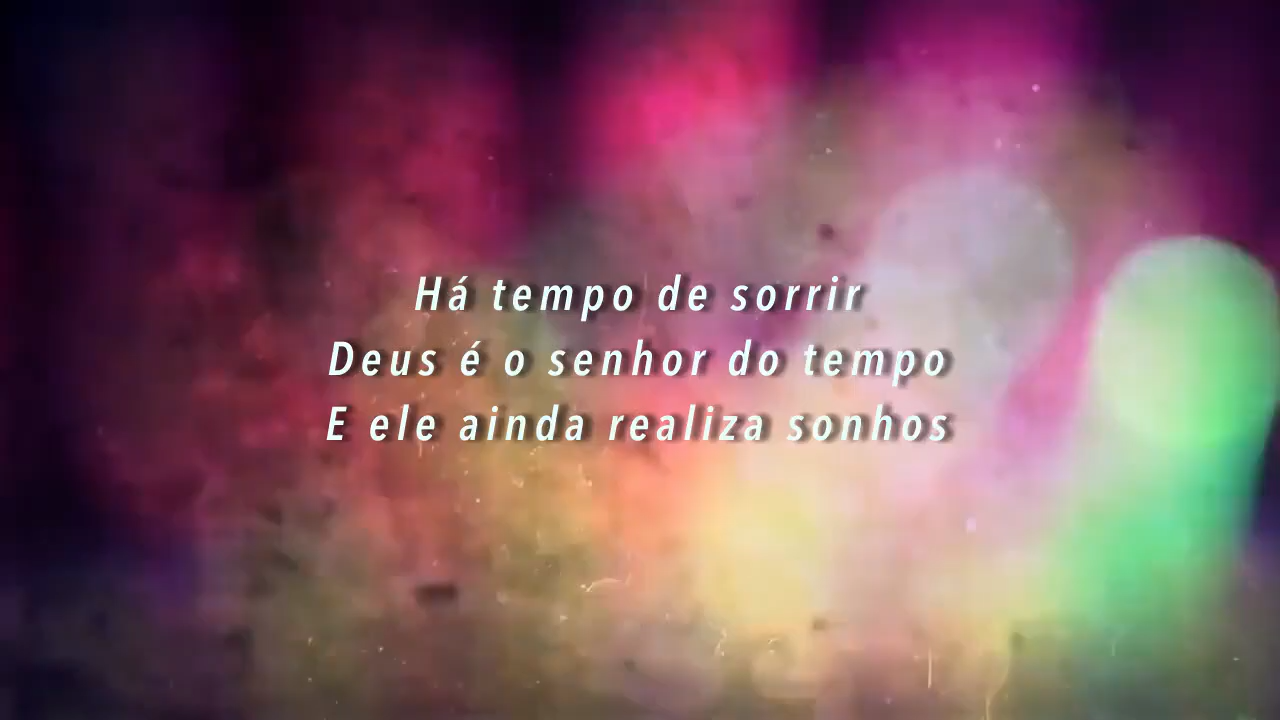 Há tempo de sorrir
Deus é o senhor do tempo
E ele ainda realiza sonhos